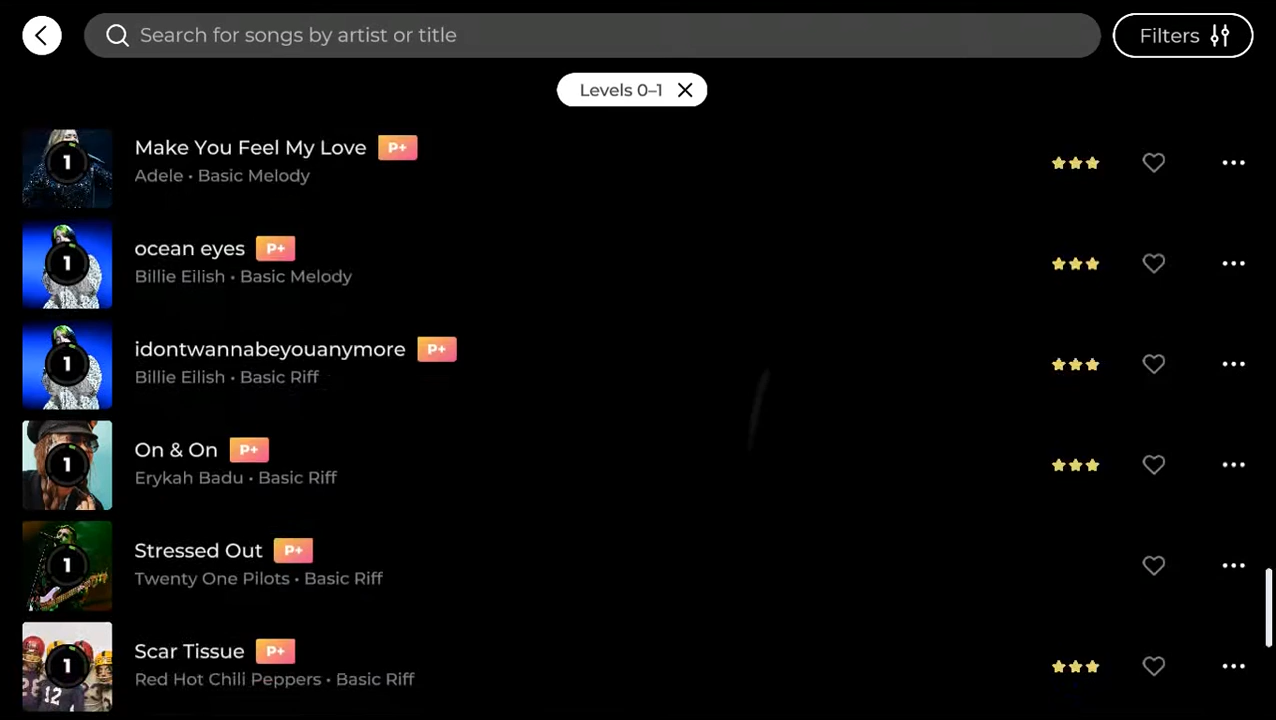 Search for songs by artist or title
Filters
Levels 0–1
1
Make You Feel My Love P+
Adele • Basic Melody
1
ocean eyes P+
Billie Eilish • Basic Melody
1
idontwannabeyouanymore P+
Billie Eilish • Basic Riff
1
On & On P+
Erykah Badu • Basic Riff
1
Stressed Out P+
Twenty One Pilots • Basic Riff
1
Scar Tissue P+
Red Hot Chili Peppers • Basic Riff
12